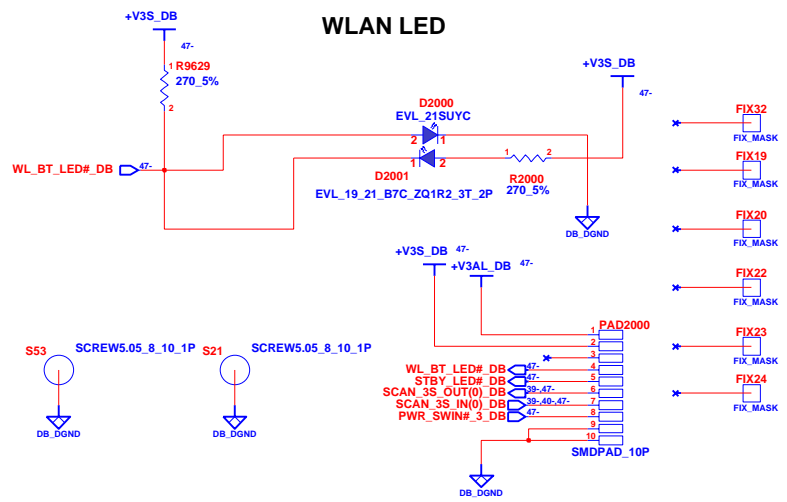 WLAN LED
+V3S_DB
47-
1
R9629
270_5%
2
+V3S_DB
47-
D2000
EVL_21SUYC
2
1
WL_BT_LED#_DB
47-
1
2
D2001
EVL_19_21_B7C_ZQ1R2_3T_2P
1
2
R2000
270_5%
DB_DGND
FIX32
FIX_MASK
FIX19
FIX_MASK
FIX20
FIX_MASK
FIX22
FIX_MASK
FIX23
FIX_MASK
FIX24
FIX_MASK
+V3S_DB
47-
+V3AL_DB
47-
PAD2000
1
2
3
WL_BT_LED#_DB
47-
4
STBY_LED#_DB
47-
5
SCAN_3S_OUT(0)_DB
39-,47-
6
SCAN_3S_IN(0)_DB
39-,40-,47-
7
PWR_SWIN#_3_DB
47-
8
9
10
SMDPAD_10P
DB_DGND
S53
SCREW5.05_8_10_1P
DB_DGND
S21
SCREW5.05_8_10_1P
DB_DGND